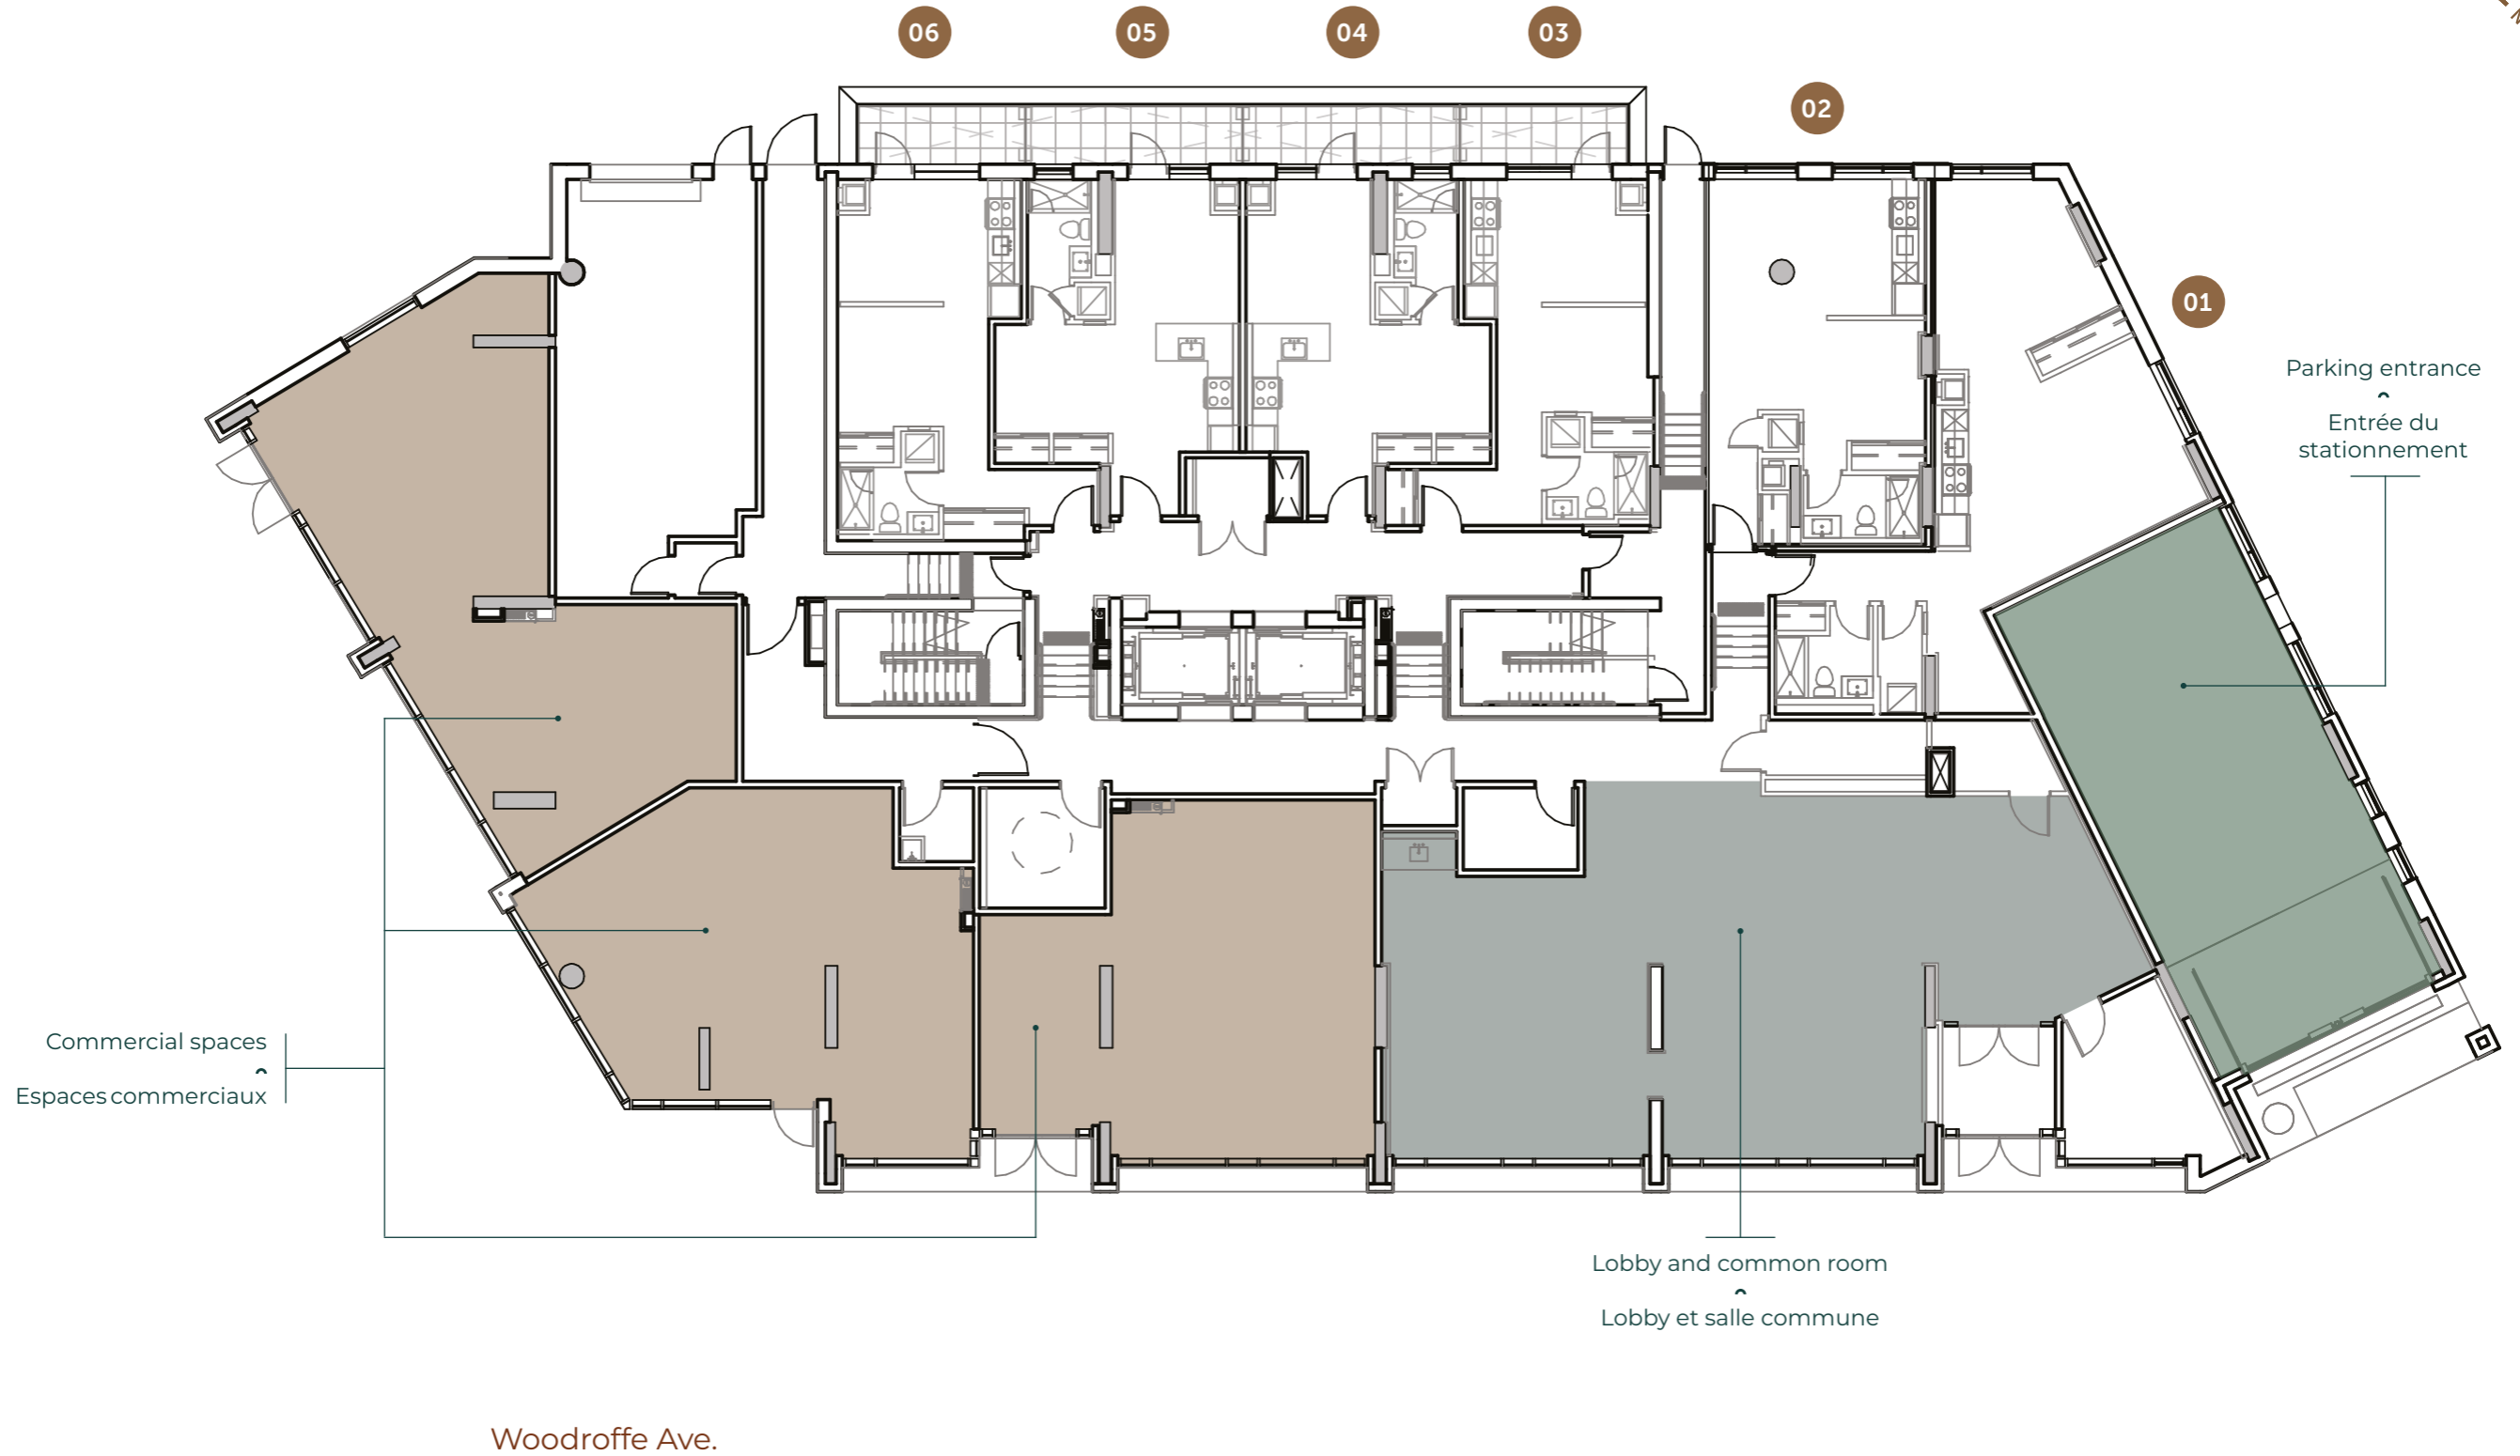 06
05
04
03
02
01
Parking entrance
Entrée du
stationnement
Commercial spaces
Espaces commerciaux
Lobby and common room
Lobby et salle commune
Woodroffe Ave.